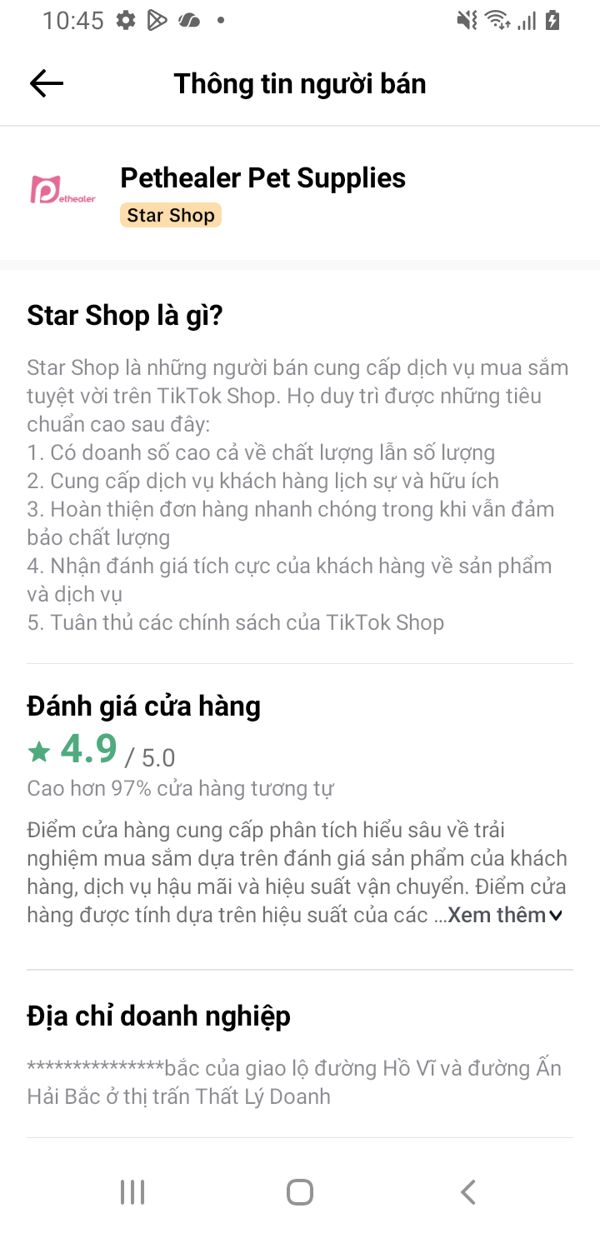 10:45
Thông tin người bán
Pethealer
Pethealer Pet Supplies
Star Shop
Star Shop là gì?
Star Shop là những người bán cung cấp dịch vụ mua sắm
tuyệt vời trên TikTok Shop. Họ duy trì được những tiêu
chuẩn cao sau đây:
1. Có doanh số cao cả về chất lượng lẫn số lượng
2. Cung cấp dịch vụ khách hàng lịch sự và hữu ích
3. Hoàn thiện đơn hàng nhanh chóng trong khi vẫn đảm
bảo chất lượng
4. Nhận đánh giá tích cực của khách hàng về sản phẩm
và dịch vụ
5. Tuân thủ các chính sách của TikTok Shop
Đánh giá cửa hàng
4.9 / 5.0
Cao hơn 97% cửa hàng tương tự
Điểm cửa hàng cung cấp phân tích hiểu sâu về trải
nghiệm mua sắm dựa trên đánh giá sản phẩm của khách
hàng, dịch vụ hậu mãi và hiệu suất vận chuyển. Điểm cửa
hàng được tính dựa trên hiệu suất của các ...Xem thêm
Địa chỉ doanh nghiệp
***************bắc của giao lộ đường Hồ Vĩ và đường Ấn
Hải Bắc ở thị trấn Thất Lý Doanh